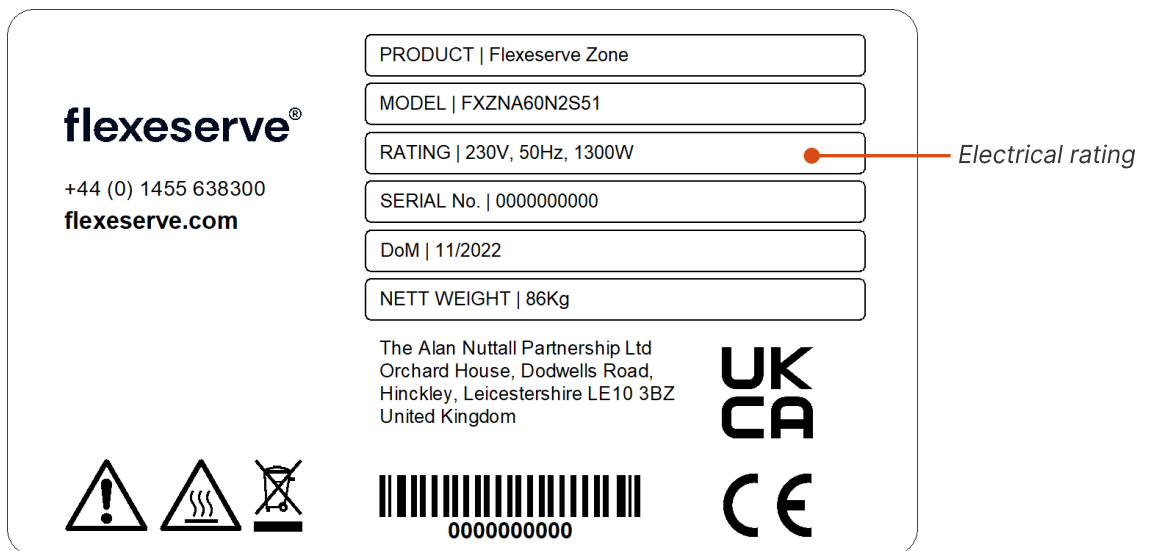 flexeserve®
+44 (0) 1455 638300
flexeserve.com
PRODUCT | Flexeserve Zone
MODEL | FXZNA60N2S51
RATING | 230V, 50Hz, 1300W
Electrical rating
SERIAL No. | 0000000000
DoM | 11/2022
NETT WEIGHT | 86Kg
The Alan Nuttall Partnership Ltd
Orchard House, Dodwells Road,
Hinckley, Leicestershire LE10 3BZ
United Kingdom
UK
CA
CE
0000000000